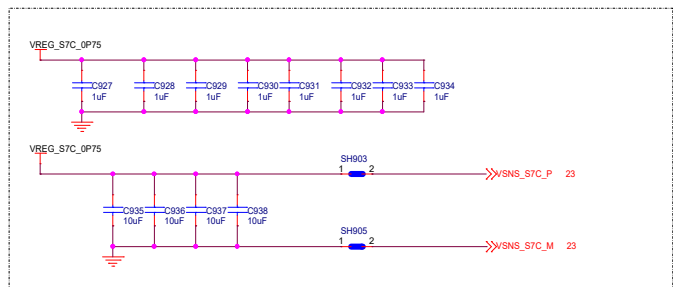 VREG_S7C_0P75
C927 C928 C929 C930 C931 C932 C933 C934
1uF 1uF 1uF 1uF 1uF 1uF 1uF 1uF
VREG_S7C_0P75
SH903
1 2
VSNS_S7C_P 23
C935 C936 C937 C938
10uF 10uF 10uF 10uF
SH905
1 2
VSNS_S7C_M 23